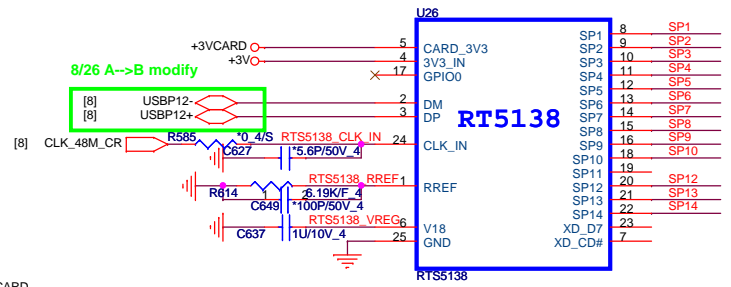 U26
+3VCARD 5 CARD_3V3 SP1 8 SP1
+3V 4 3V3_IN SP2 9 SP2
17 GPIO0 SP3 10 SP3
8/26 A-->B modify
SP4 11 SP4
SP5 12 SP5
[8] USBP12- 2 DM SP6 13 SP6
[8] USBP12+ 3 DP RT5138 SP7 14 SP7
SP8 15 SP8
[8] CLK_48M_CR R585 *0_4/S RTS5138_CLK_IN 24 CLK_IN SP9 16 SP9
C627 *5.6P/50V_4 SP10 18 SP10
SP11 19
RTS5138_RREF 1 RREF SP12 20 SP12
R614 1 2 6.19K/F_4 SP13 21 SP13
C649 *100P/50V_4 SP14 22 SP14
RTS5138_VREG 6 V18 XD_D7 23
C637 1U/10V_4 25 GND XD_CD# 7
RTS5138